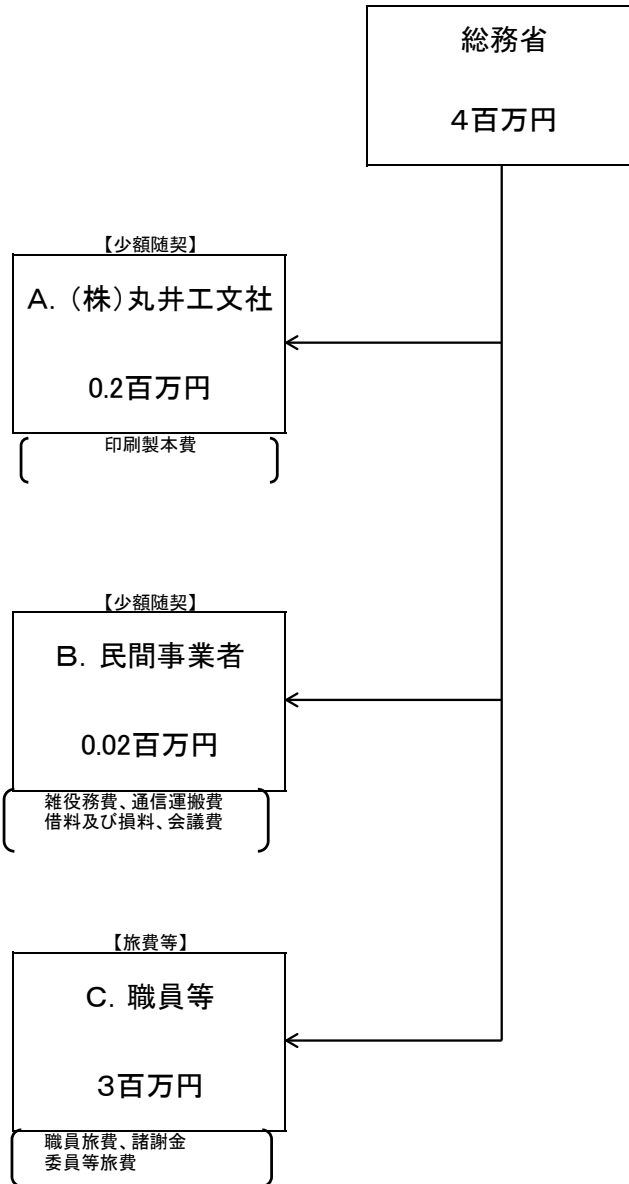 総務省
４百万円
【少額随契】
Ａ．（株）丸井工文社
0.2百万円
印刷製本費
【少額随契】
Ｂ．民間事業者
0.02百万円
雑役務費、通信運搬費
借料及び損料、会議費
【旅費等】
Ｃ．職員等
３百万円
職員旅費、諸謝金
委員等旅費